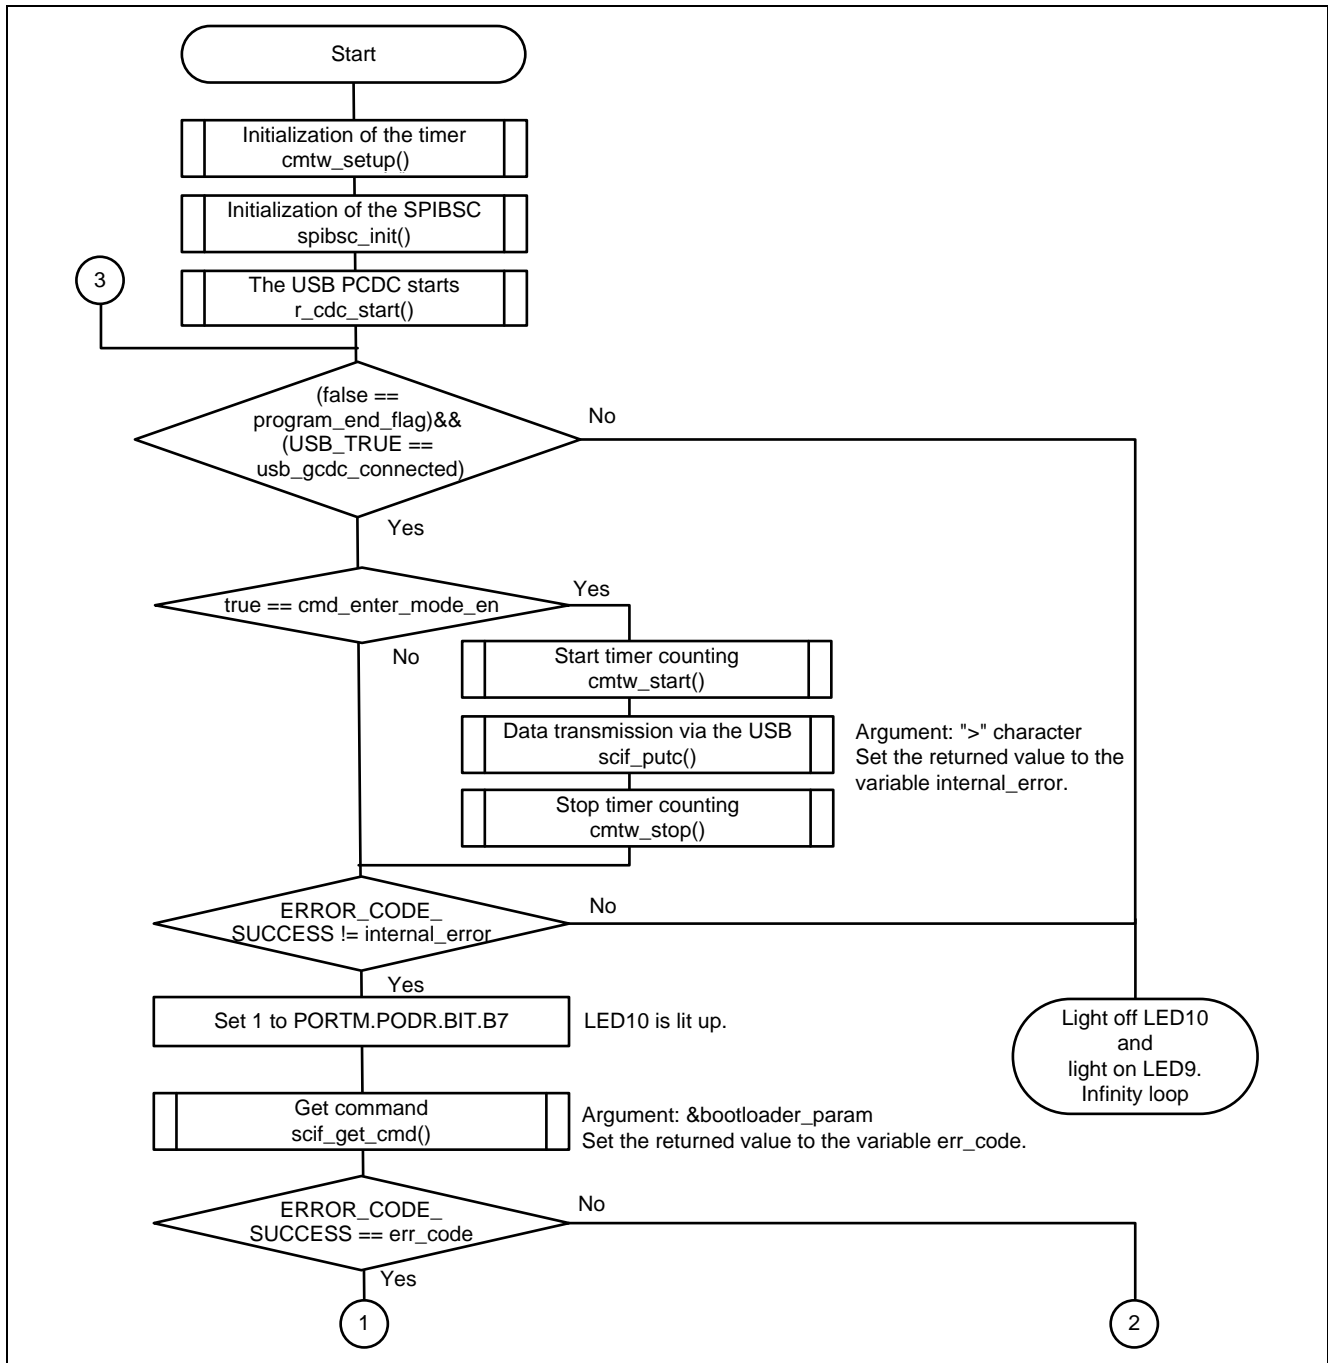 Start
Initialization of the timer
cmtw_setup()
Initialization of the SPIBSC
spibsc_init()
3
The USB PCDC starts
r_cdc_start()
(false ==
program_end_flag)&&
(USB_TRUE ==
usb_gcdc_connected)
No
Yes
true == cmd_enter_mode_en
Yes
No
Start timer counting
cmtw_start()
Data transmission via the USB
scif_putc()
Argument: ">" character
Set the returned value to the
variable internal_error.
Stop timer counting
cmtw_stop()
ERROR_CODE_
SUCCESS != internal_error
No
Yes
Set 1 to PORTM.PODR.BIT.B7
LED10 is lit up.
Light off LED10
and
light on LED9.
Infinity loop
Get command
scif_get_cmd()
Argument: &bootloader_param
Set the returned value to the variable err_code.
ERROR_CODE_
SUCCESS == err_code
No
Yes
1
2